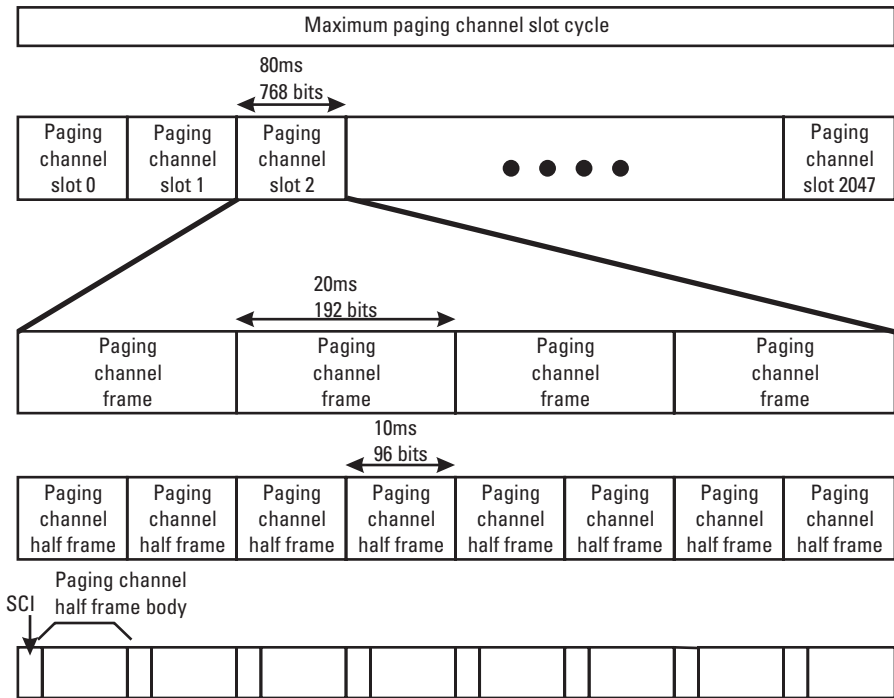 Maximum paging channel slot cycle
80ms
768 bits
Paging
channel
slot 0
Paging
channel
slot 1
Paging
channel
slot 2
Paging
channel
slot 2047
20ms
192 bits
Paging
channel
frame
Paging
channel
frame
Paging
channel
frame
Paging
channel
frame
10ms
96 bits
Paging
channel
half frame
Paging
channel
half frame
Paging
channel
half frame
Paging
channel
half frame
Paging
channel
half frame
Paging
channel
half frame
Paging
channel
half frame
Paging
channel
half frame
SCI
Paging channel
half frame body